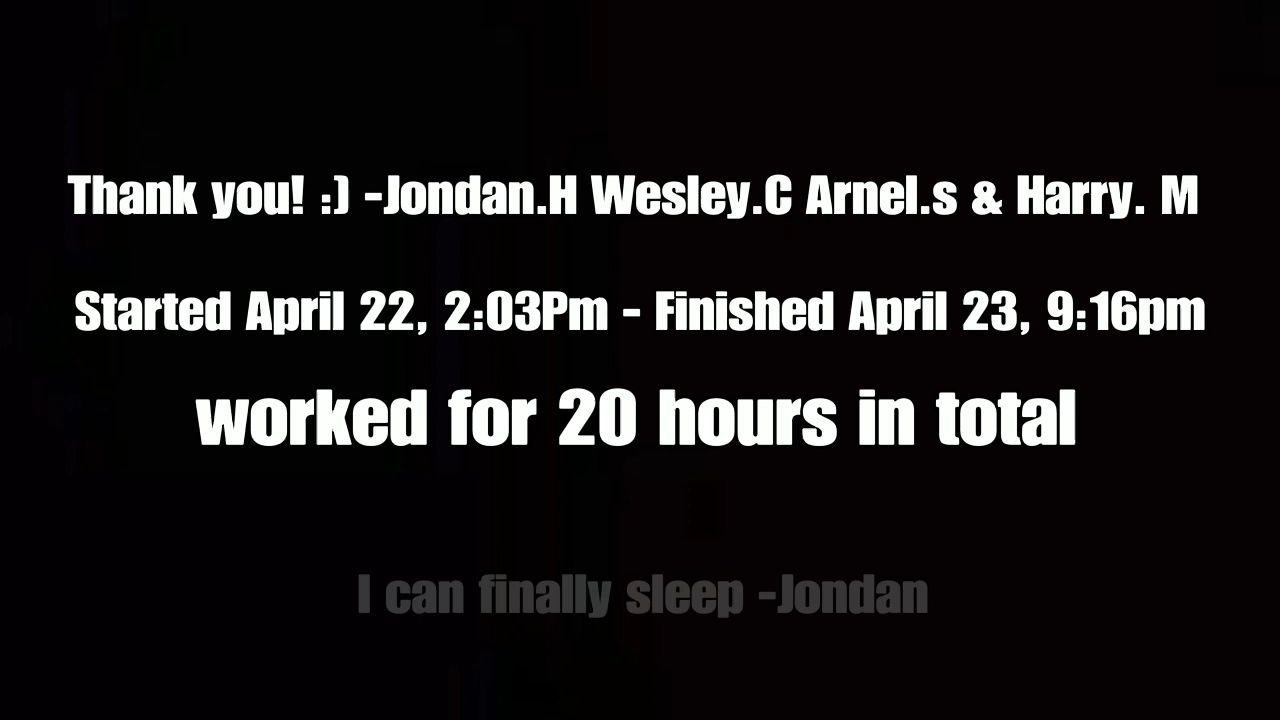 Thank you! :) -Jondan.H Wesley.C Arnel.s & Harry. M
Started April 22, 2:03Pm - Finished April 23, 9:16pm
worked for 20 hours in total
I can finally sleep -Jondan